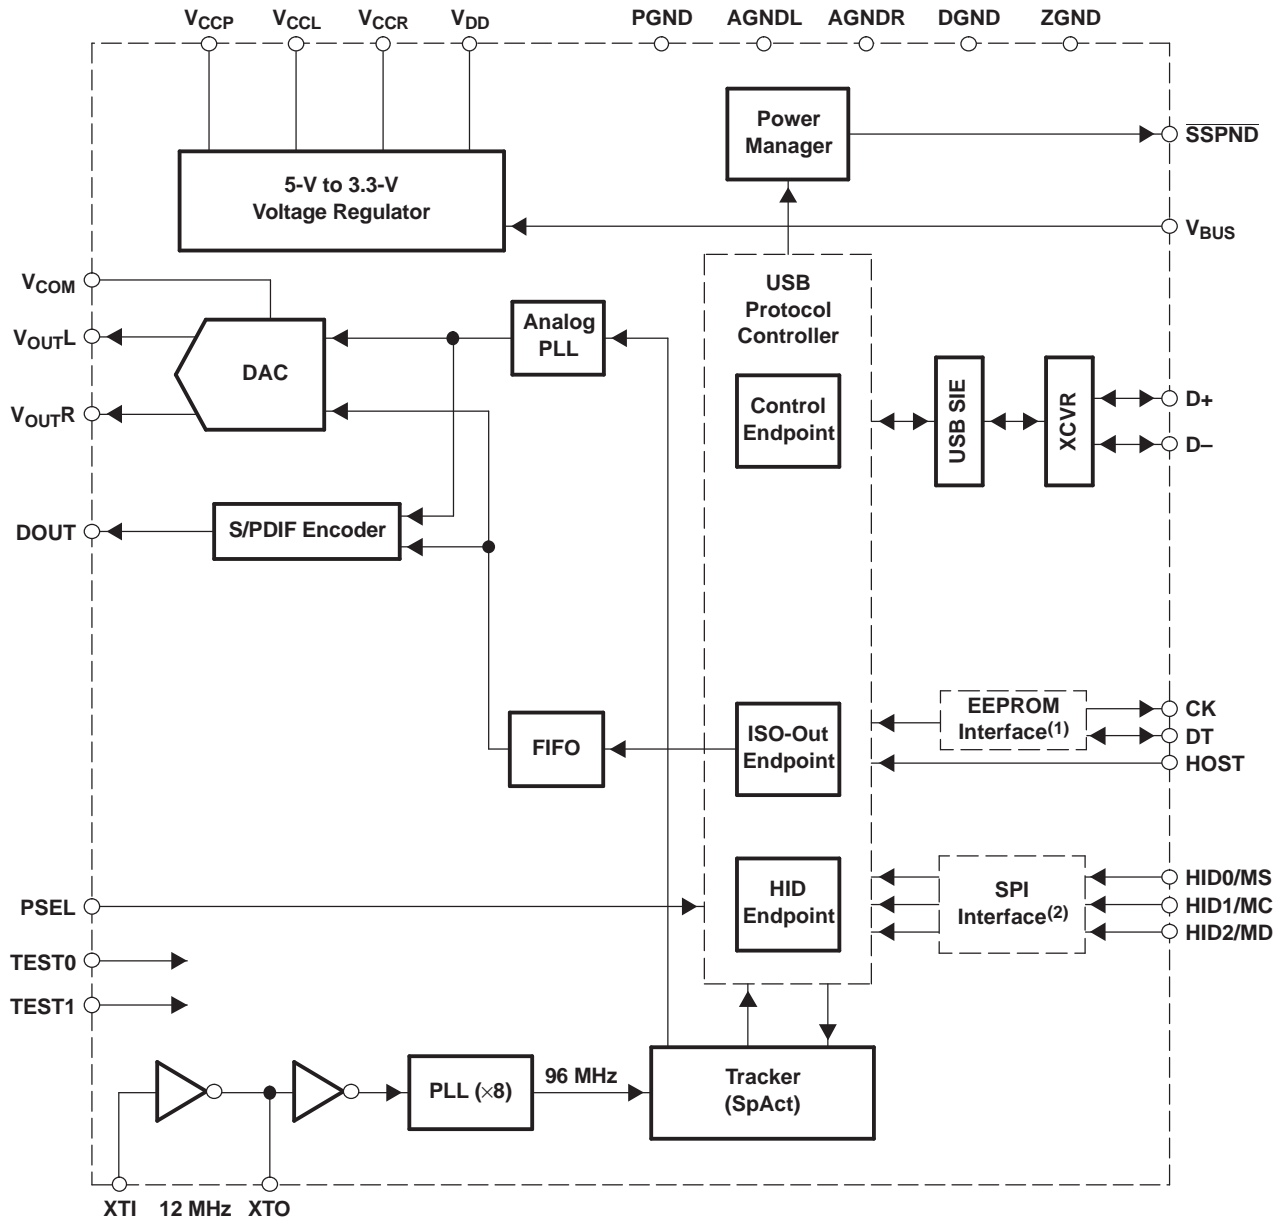 VCCP VCCL VCCR VDD PGND AGNDL AGNDR DGND ZGND
Power
Manager
SSPND
5-V to 3.3-V
Voltage Regulator
VBUS
VCOM
USB
Protocol
Controller
Analog
PLL
VOUTL
DAC
VOUTR
Control
Endpoint
USB SIE
XCVR
D+
D–
DOUT
S/PDIF Encoder
EEPROM
Interface(1)
CK
DT
HOST
FIFO
ISO-Out
Endpoint
HID
Endpoint
SPI
Interface(2)
HID0/MS
HID1/MC
HID2/MD
PSEL
TEST0
TEST1
PLL (×8)
96 MHz
Tracker
(SpAct)
XTI 12 MHz XTO